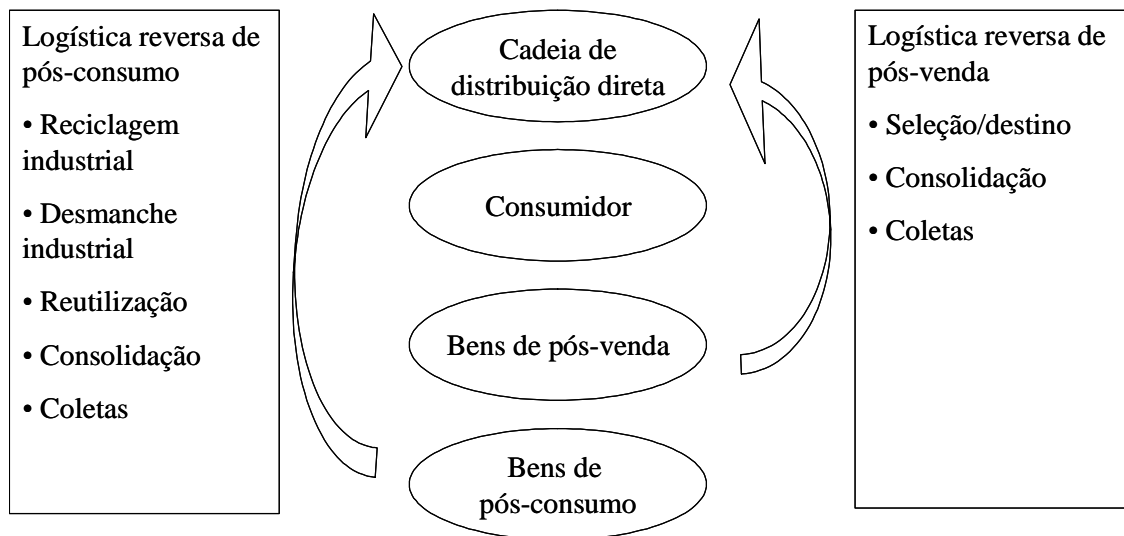 Logística reversa de
pós-consumo
• Reciclagem
industrial
• Desmanche
industrial
• Reutilização
• Consolidação
• Coletas
Cadeia de
distribuição direta
Consumidor
Bens de pós-venda
Bens de
pós-consumo
Logística reversa de
pós-venda
• Seleção/destino
• Consolidação
• Coletas